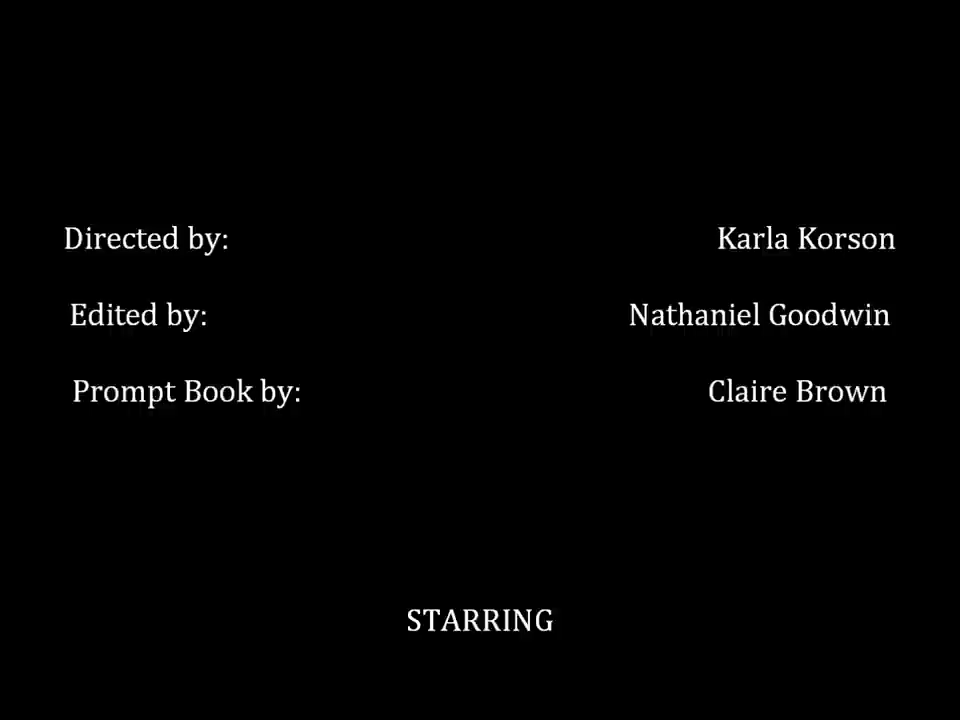 Directed by: Karla Korson
Edited by: Nathaniel Goodwin
Prompt Book by: Claire Brown
STARRING